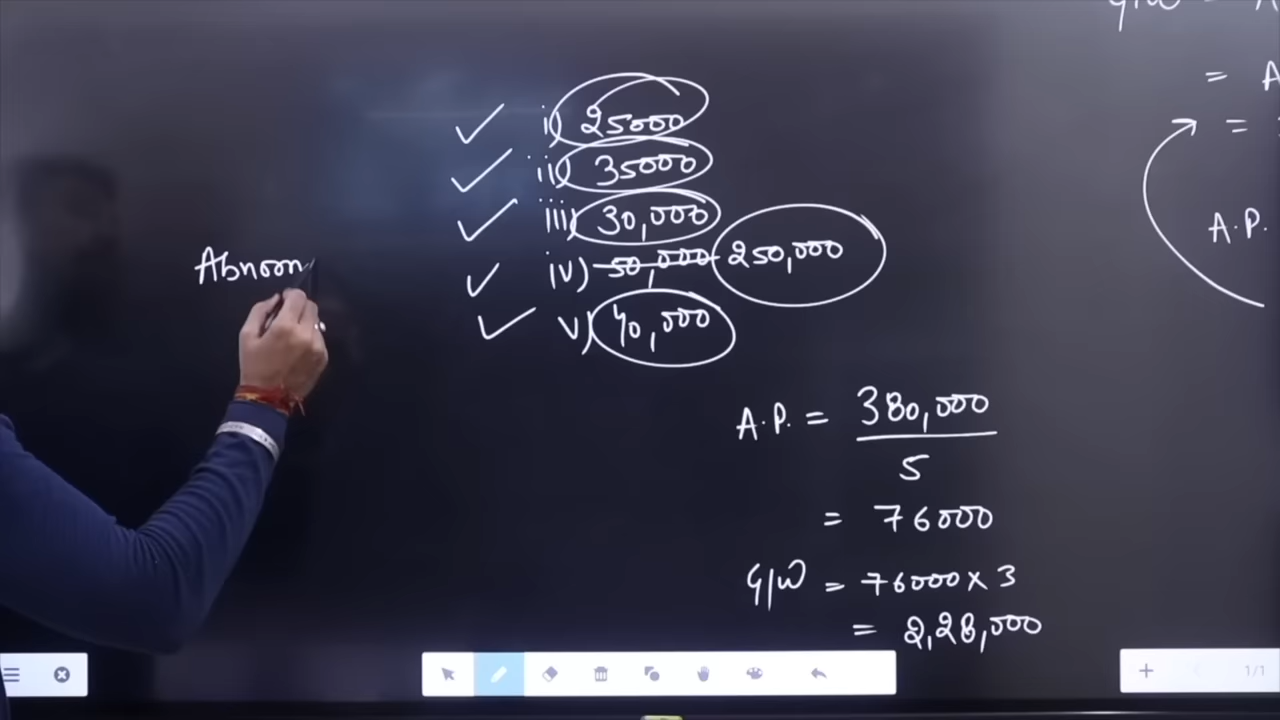 i) 25000
ii) 35000
iii) 30,000
iv) 50,000 250,000
v) 40,000
Abnorm
A.P. = 380,000
5
= 76000
G/W = 76000 x 3
= 2,28,000
G/W = A
= A
=
A.P.
1/1